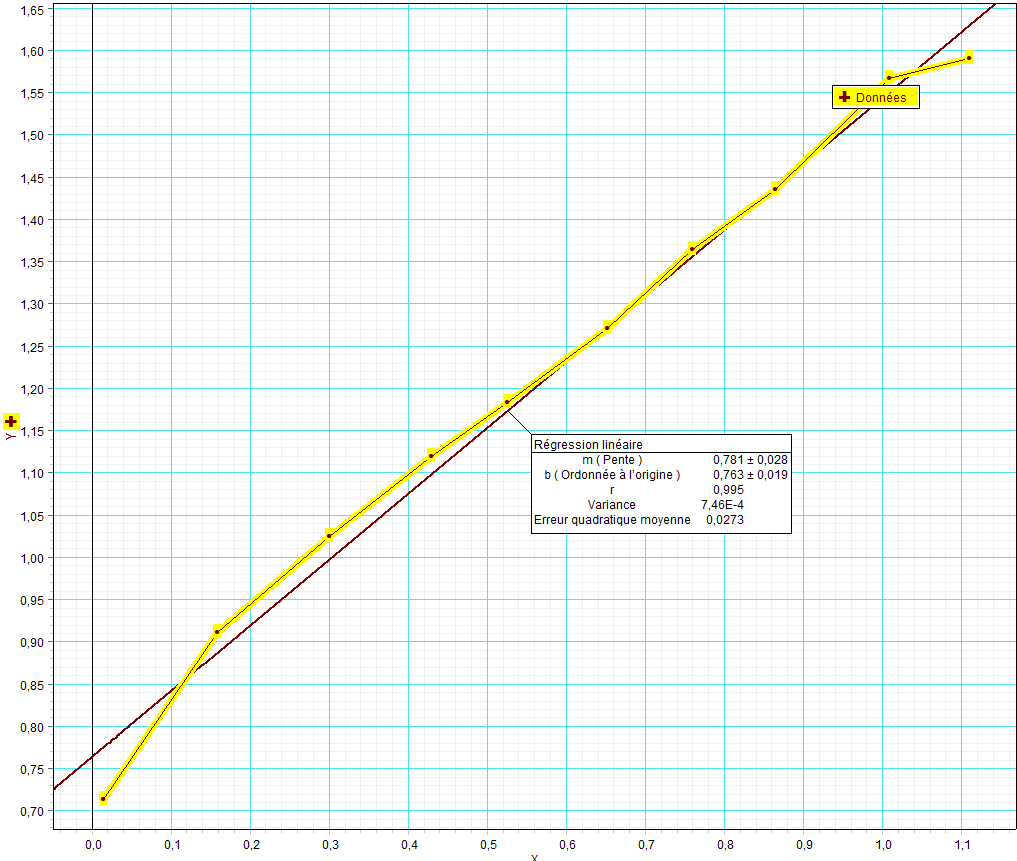 1,65
1,60
1,55
✚ Données
1,50
1,45
1,40
1,35
1,30
1,25
1,20
1,15
Y
Régression linéaire
m ( Pente ) 0,781 ± 0,028
b ( Ordonnée à l'origine ) 0,763 ± 0,019
r 0,995
Variance 7,46E-4
Erreur quadratique moyenne 0,0273
1,10
1,05
1,00
0,95
0,90
0,85
0,80
0,75
0,70
0,0 0,1 0,2 0,3 0,4 0,5 0,6 0,7 0,8 0,9 1,0 1,1
X